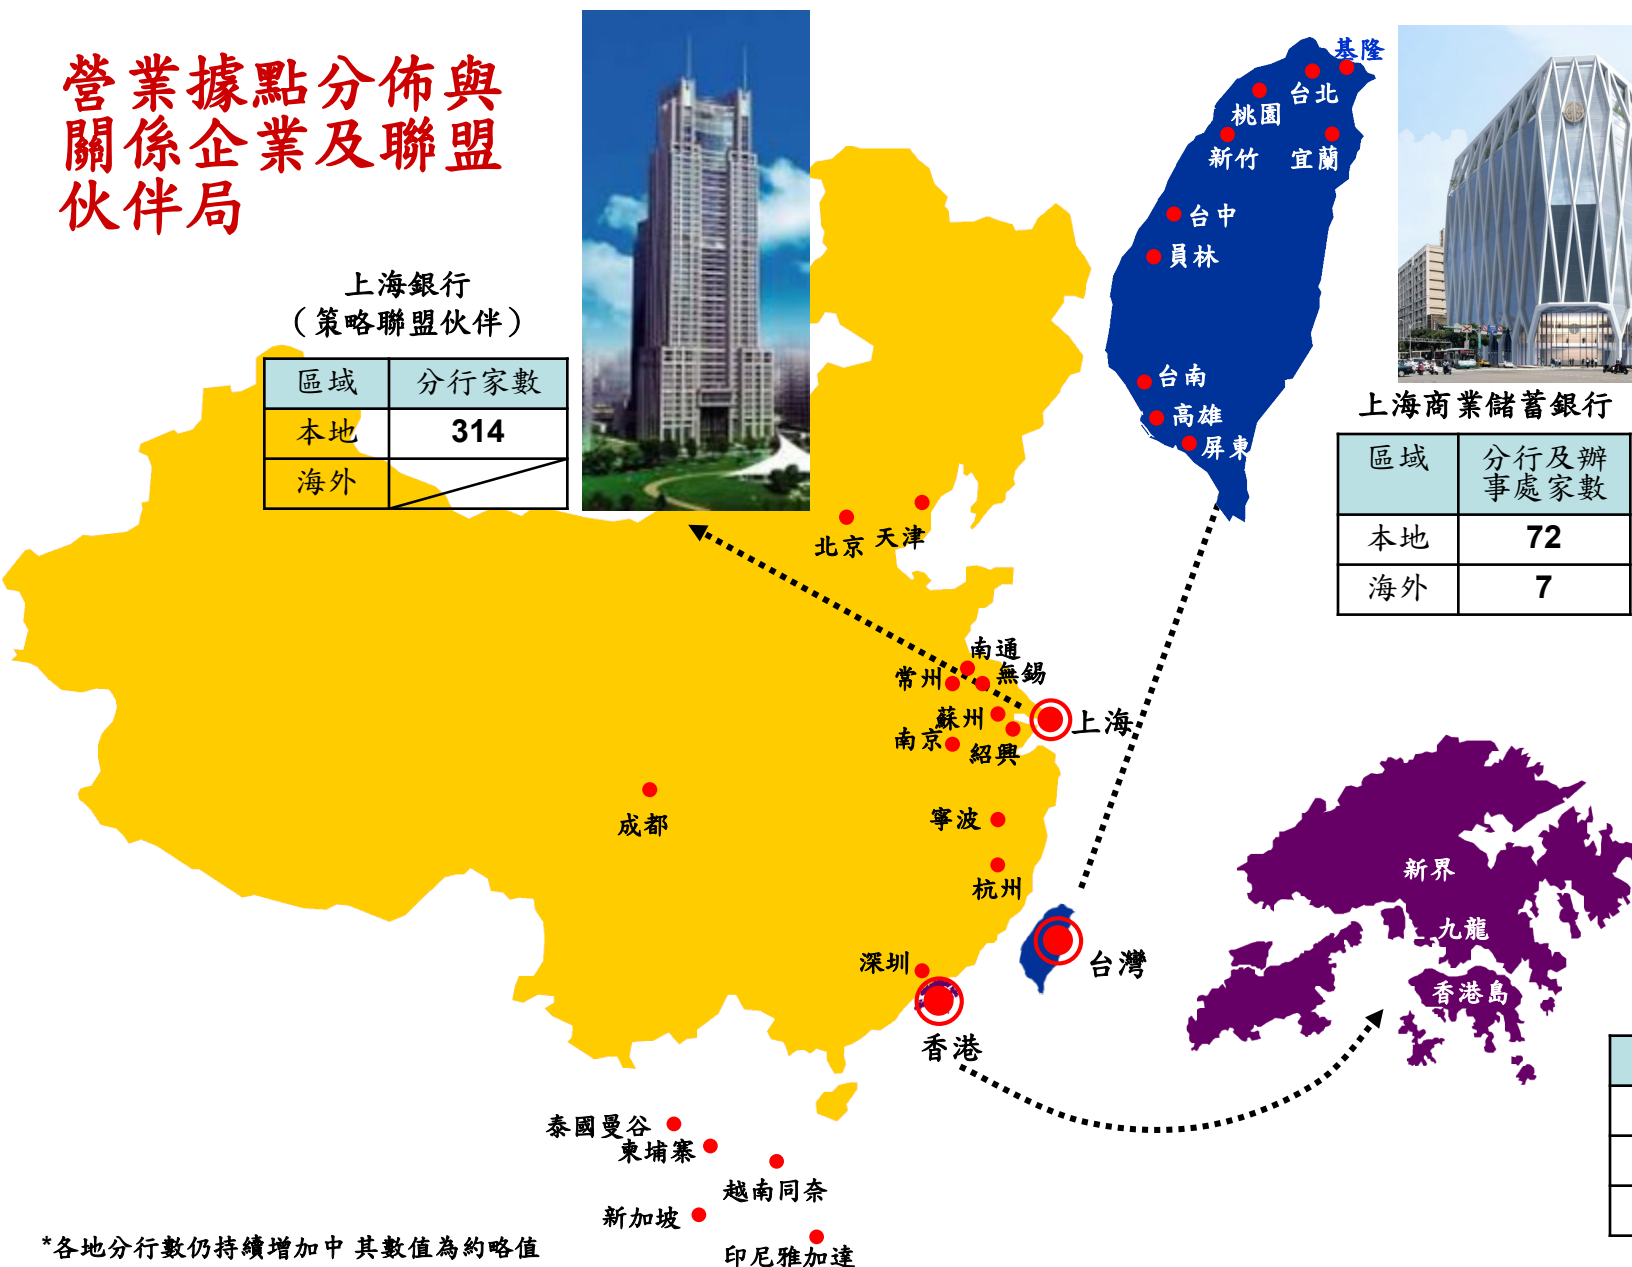 營業據點分佈與
關係企業及聯盟
伙伴局
上海銀行
（策略聯盟伙伴）
區域 分行家數
本地 314
海外
基隆
台北
桃園
新竹 宜蘭
台中
員林
台南
高雄
屏東
上海商業儲蓄銀行
區域 分行及辦
事處家數
本地 72
海外 7
北京 天津
南通
常州 無錫
蘇州 上海
南京 紹興
成都
寧波
杭州
深圳
台灣
香港
新界
九龍
香港島
泰國曼谷
柬埔寨
越南同奈
新加坡
印尼雅加達
*各地分行數仍持續增加中 其數值為約略值